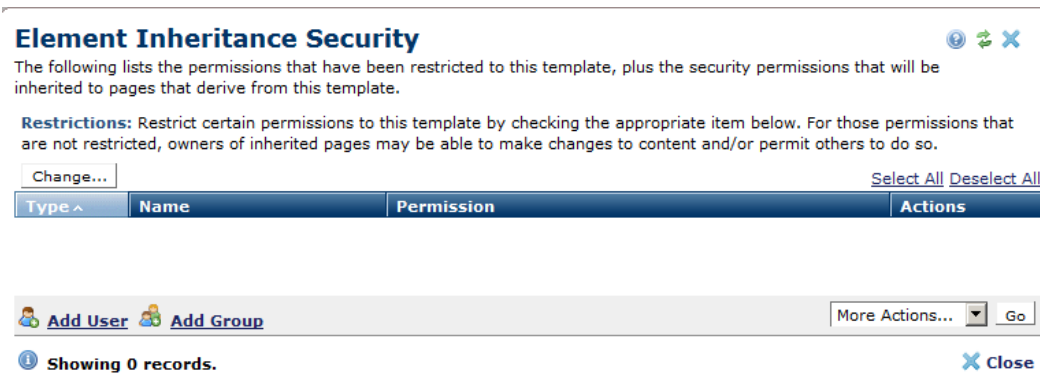 Element Inheritance Security
The following lists the permissions that have been restricted to this template, plus the security permissions that will be
inherited to pages that derive from this template.
Restrictions: Restrict certain permissions to this template by checking the appropriate item below. For those permissions that
are not restricted, owners of inherited pages may be able to make changes to content and/or permit others to do so.
Change...
Select All Deselect All
Type Name Permission Actions
Add User Add Group More Actions... Go
Showing 0 records. Close